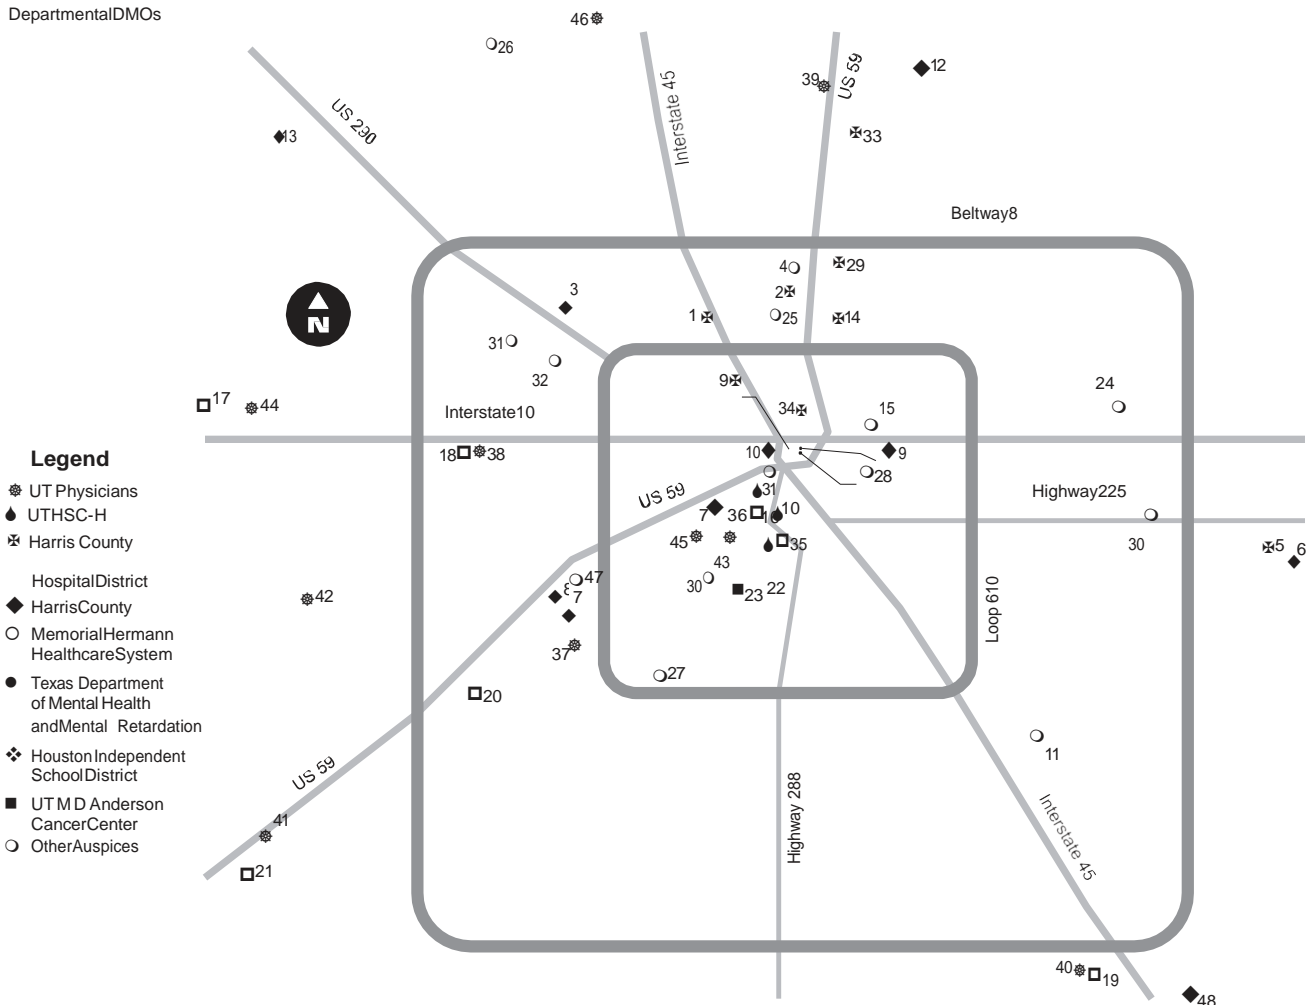 DepartmentalDMOs
46
26
US 59
12
39
Interstate 45
US 290
33
13
Beltway8
4
29
3
2
1
25
14
N
31
32
9
24
17
44
34
15
Interstate10
Legend
18
38
10
9
28
UT Physicians
US 59
31
Highway225
UTHSC-H
7
36
16
10
Harris County
45
35
30
5
6
43
HospitalDistrict
47
30
8
7
23
22
HarrisCounty
42
Loop 610
MemorialHermann
HealthcareSystem
37
27
Texas Department
of Mental Health
andMental Retardation
20
11
HoustonIndependent
SchoolDistrict
US 59
Highway 288
UT M D Anderson
CancerCenter
41
Interstate 45
OtherAuspices
21
40
19
48